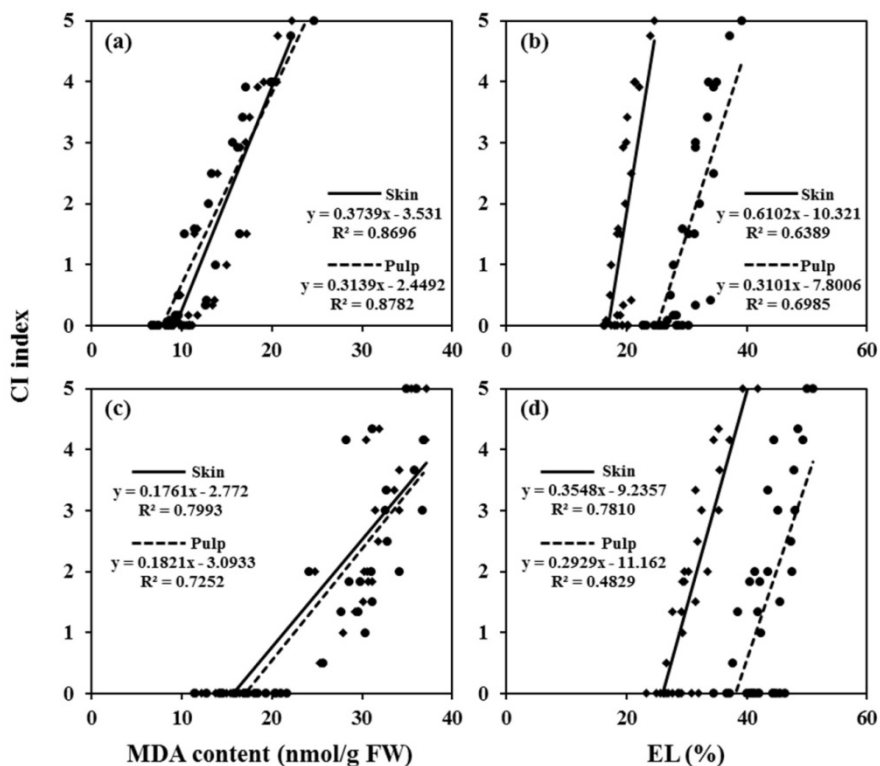 (a)
5
4
3
2
1
0
0 10 20 30 40
Skin
y = 0.3739x - 3.531
R² = 0.8696
Pulp
y = 0.3139x - 2.4492
R² = 0.8782
(b)
5
4
3
2
1
0
0 20 40 60
Skin
y = 0.6102x - 10.321
R² = 0.6389
Pulp
y = 0.3101x - 7.8006
R² = 0.6985
CI index
(c)
5
4
3
2
1
0
0 10 20 30 40
Skin
y = 0.1761x - 2.772
R² = 0.7993
Pulp
y = 0.1821x - 3.0933
R² = 0.7252
MDA content (nmol/g FW)
(d)
5
4
3
2
1
0
0 20 40 60
Skin
y = 0.3548x - 9.2357
R² = 0.7810
Pulp
y = 0.2929x - 11.162
R² = 0.4829
EL (%)